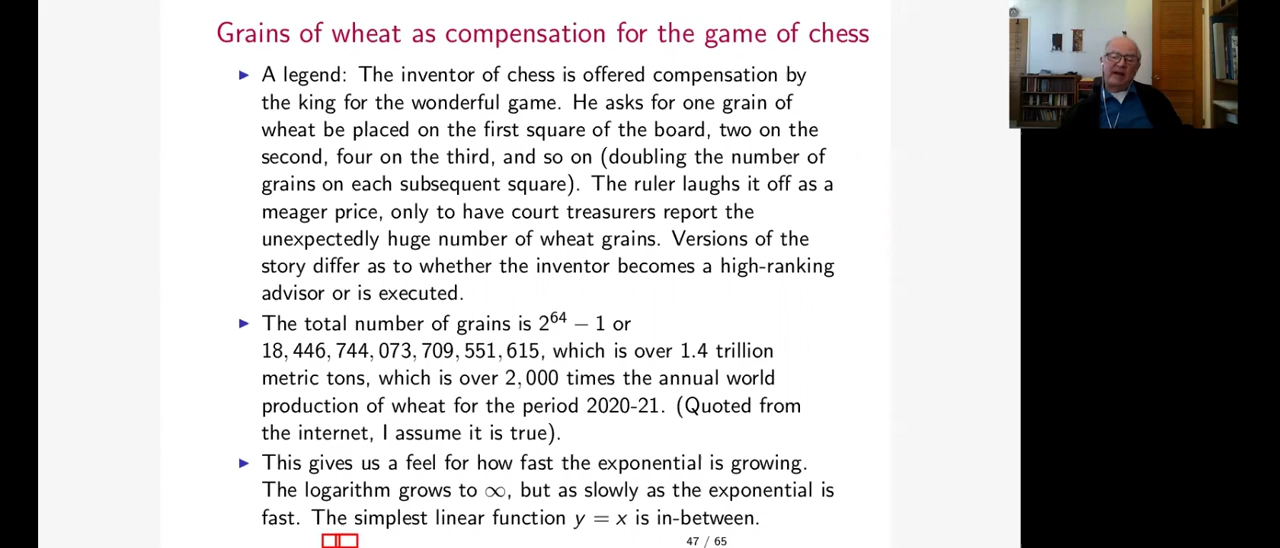 Grains of wheat as compensation for the game of chess
▶ A legend: The inventor of chess is offered compensation by
the king for the wonderful game. He asks for one grain of
wheat be placed on the first square of the board, two on the
second, four on the third, and so on (doubling the number of
grains on each subsequent square). The ruler laughs it off as a
meager price, only to have court treasurers report the
unexpectedly huge number of wheat grains. Versions of the
story differ as to whether the inventor becomes a high-ranking
advisor or is executed.
▶ The total number of grains is 2⁶⁴ − 1 or
18, 446, 744, 073, 709, 551, 615, which is over 1.4 trillion
metric tons, which is over 2, 000 times the annual world
production of wheat for the period 2020-21. (Quoted from
the internet, I assume it is true).
▶ This gives us a feel for how fast the exponential is growing.
The logarithm grows to ∞, but as slowly as the exponential is
fast. The simplest linear function y = x is in-between.
47 / 65